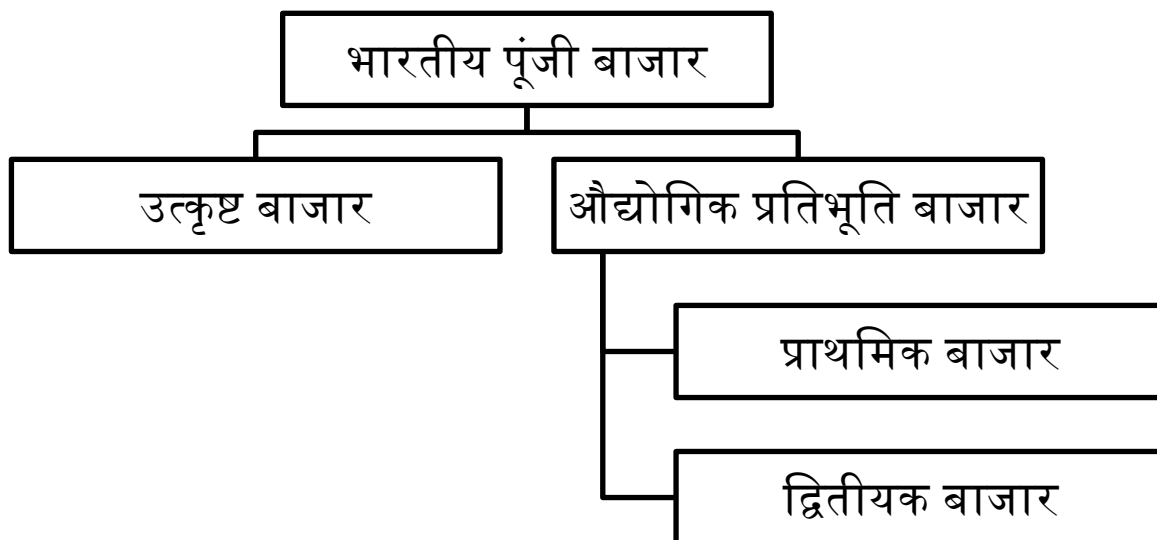 भारतीय पूंजी बाजार
उत्कृष्ट बाजार
औद्योगिक प्रतिभूति बाजार
प्राथमिक बाजार
द्वितीयक बाजार